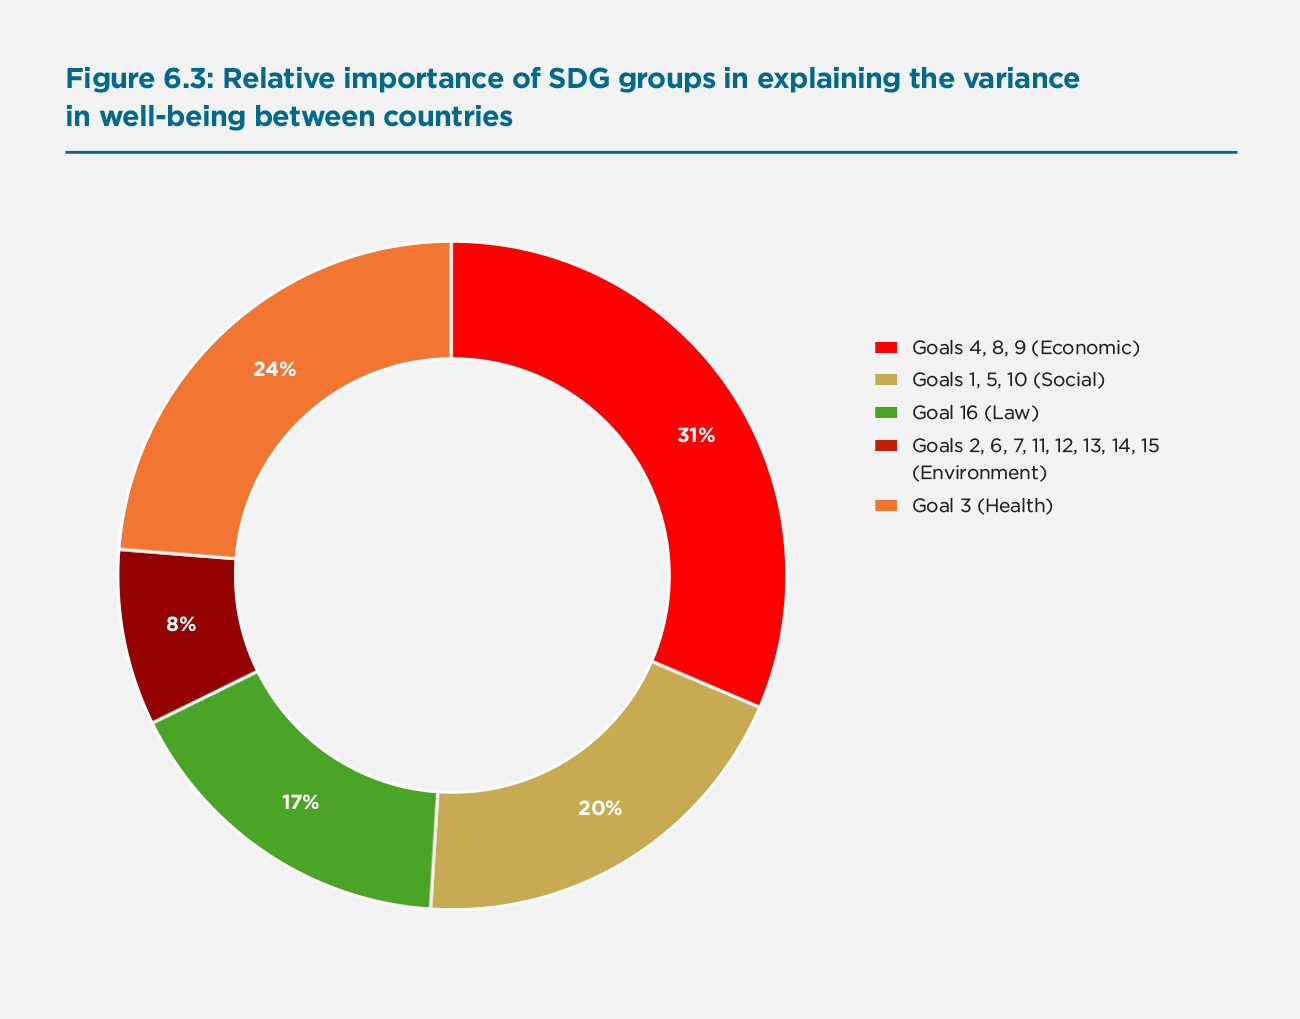 Figure 6.3: Relative importance of SDG groups in explaining the variance
in well-being between countries
24%
31%
8%
17%
20%
Goals 4, 8, 9 (Economic)
Goals 1, 5, 10 (Social)
Goal 16 (Law)
Goals 2, 6, 7, 11, 12, 13, 14, 15
(Environment)
Goal 3 (Health)